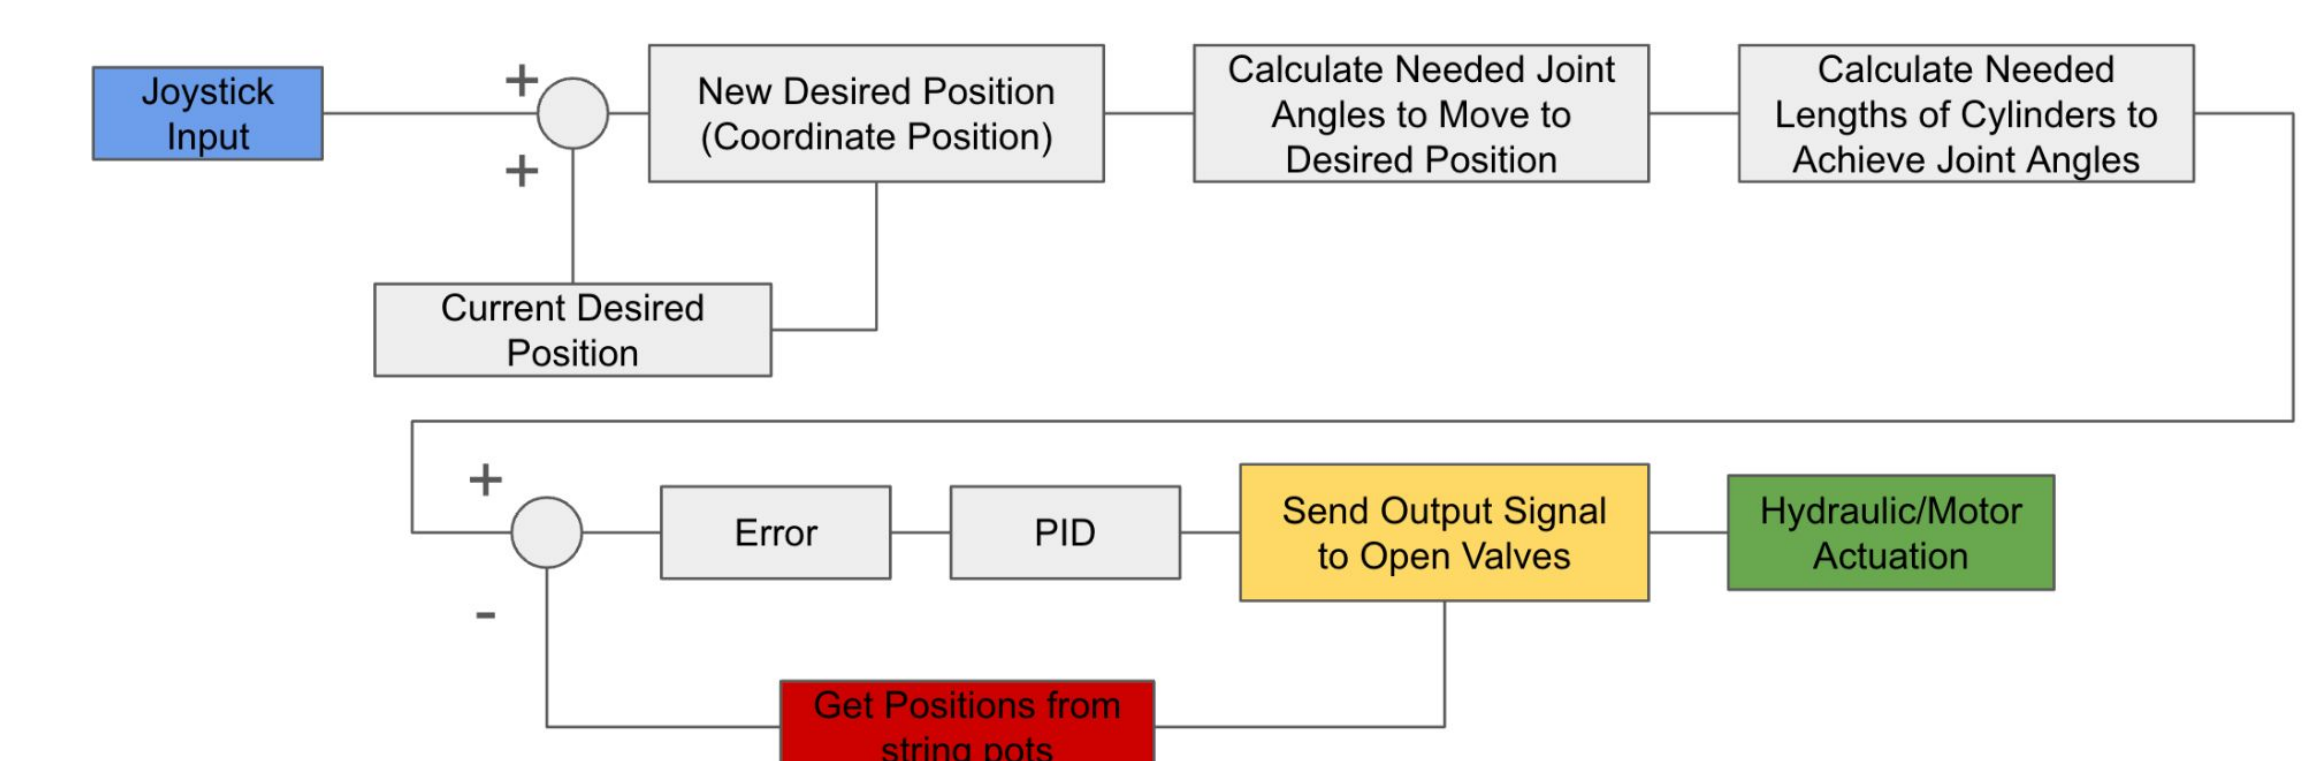 Joystick
Input
+
+
New Desired Position
(Coordinate Position)
Calculate Needed Joint
Angles to Move to
Desired Position
Calculate Needed
Lengths of Cylinders to
Achieve Joint Angles
Current Desired
Position
+
-
Error
PID
Send Output Signal
to Open Valves
Hydraulic/Motor
Actuation
Get Positions from
string pots